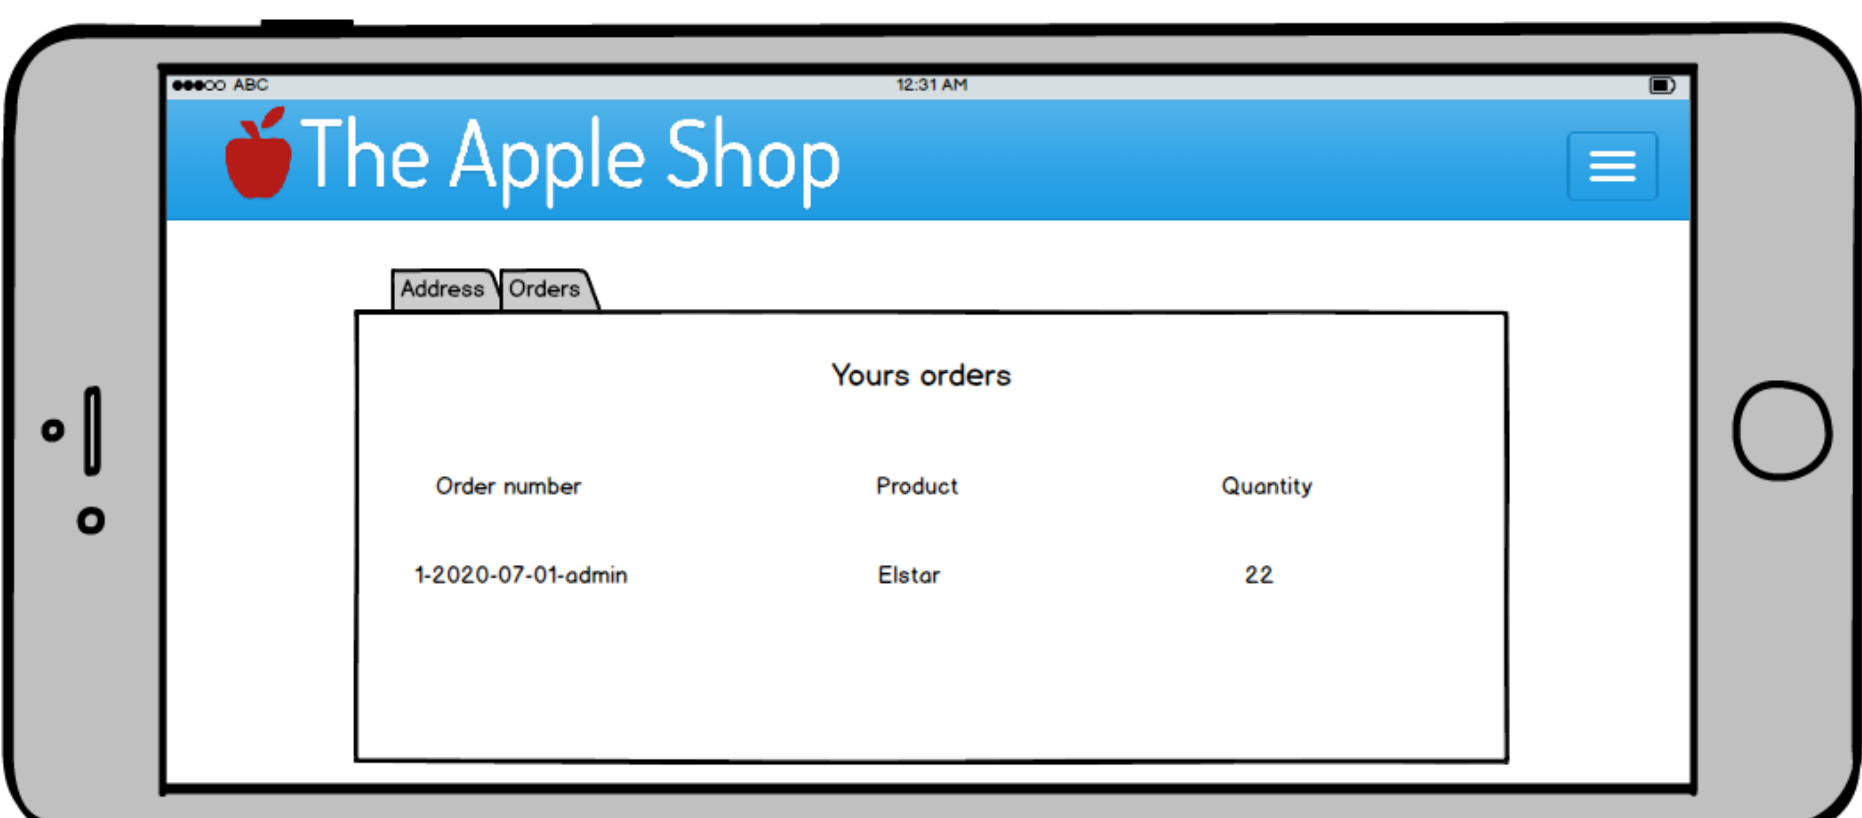 ABC 12:31 AM
The Apple Shop
Address Orders
Yours orders
Order number Product Quantity
1-2020-07-01-admin Elstar 22